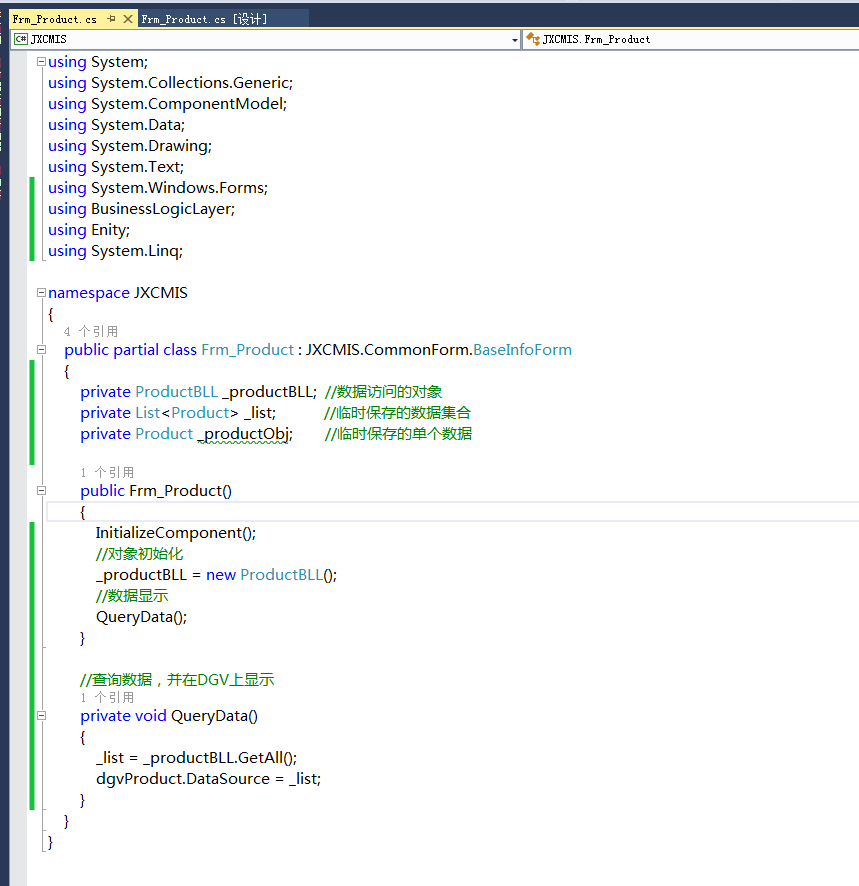 Frm_Product.cs Frm_Product.cs [设计]
C# JXCMIS JXCMIS.Frm_Product
using System;
using System.Collections.Generic;
using System.ComponentModel;
using System.Data;
using System.Drawing;
using System.Text;
using System.Windows.Forms;
using BusinessLogicLayer;
using Enity;
using System.Linq;
namespace JXCMIS
{
4 个引用
public partial class Frm_Product : JXCMIS.CommonForm.BaseInfoForm
{
private ProductBLL _productBLL; //数据访问的对象
private List<Product> _list; //临时保存的数据集合
private Product _productObj; //临时保存的单个数据
1 个引用
public Frm_Product()
{
InitializeComponent();
//对象初始化
_productBLL = new ProductBLL();
//数据显示
QueryData();
}
//查询数据，并在DGV上显示
1 个引用
private void QueryData()
{
_list = _productBLL.GetAll();
dgvProduct.DataSource = _list;
}
}
}